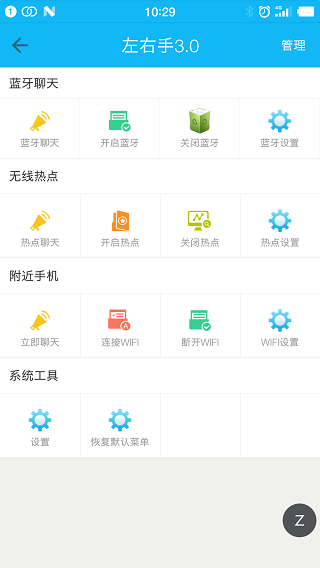 1 N 10:29 4G
左右手3.0 管理
蓝牙聊天
蓝牙聊天 开启蓝牙 关闭蓝牙 蓝牙设置
无线热点
热点聊天 开启热点 关闭热点 热点设置
附近手机
立即聊天 连接WIFI 断开WIFI WIFI设置
系统工具
设置 恢复默认菜单
Z